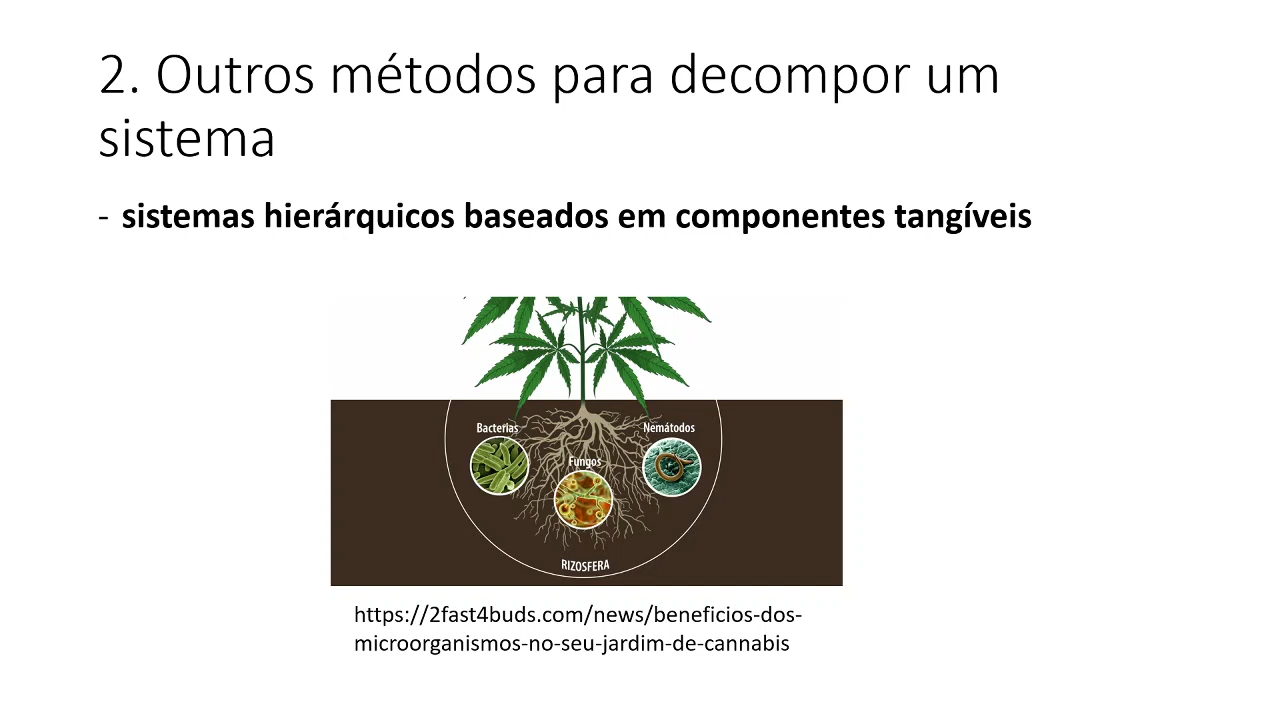 2. Outros métodos para decompor um
sistema
- sistemas hierárquicos baseados em componentes tangíveis
Bacterias
Nemátodos
Fungos
RIZOSFERA
https://2fast4buds.com/news/beneficios-dos-
microorganismos-no-seu-jardim-de-cannabis